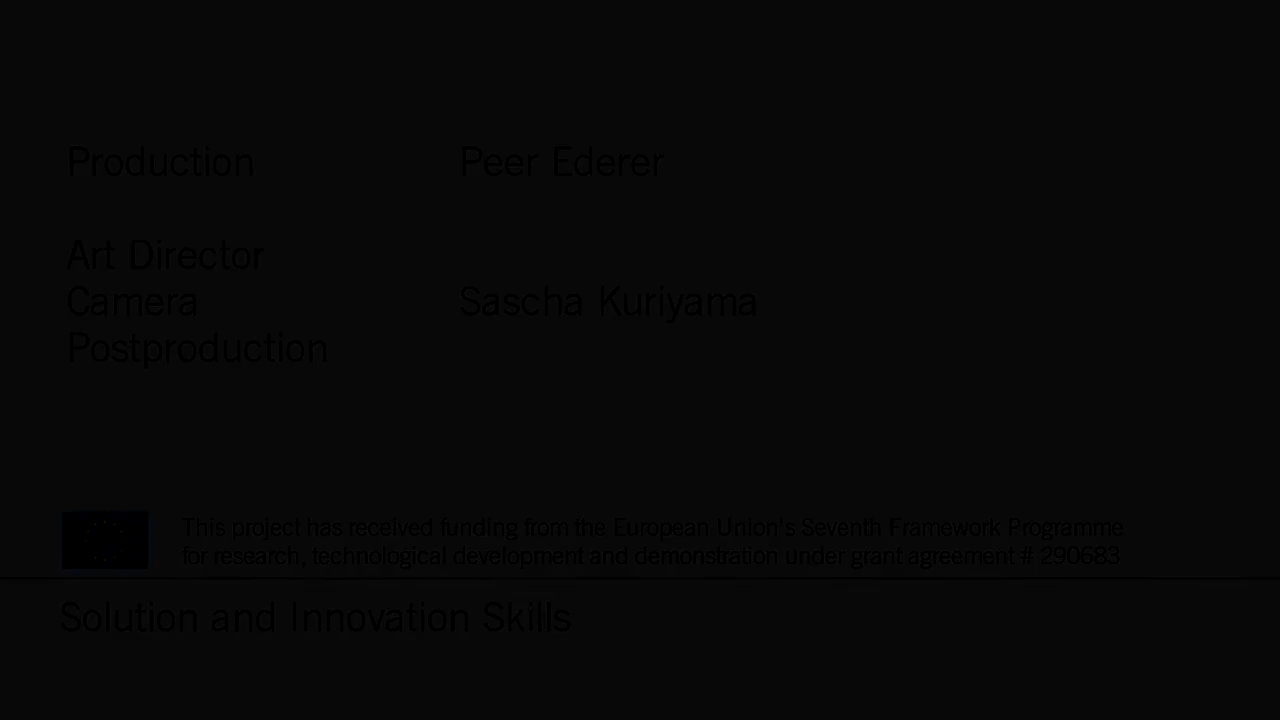 Production Peer Ederer
Art Director
Camera Sascha Kuriyama
Postproduction
This project has received funding from the European Union's Seventh Framework Programme
for research, technological development and demonstration under grant agreement # 290683
Solution and Innovation Skills